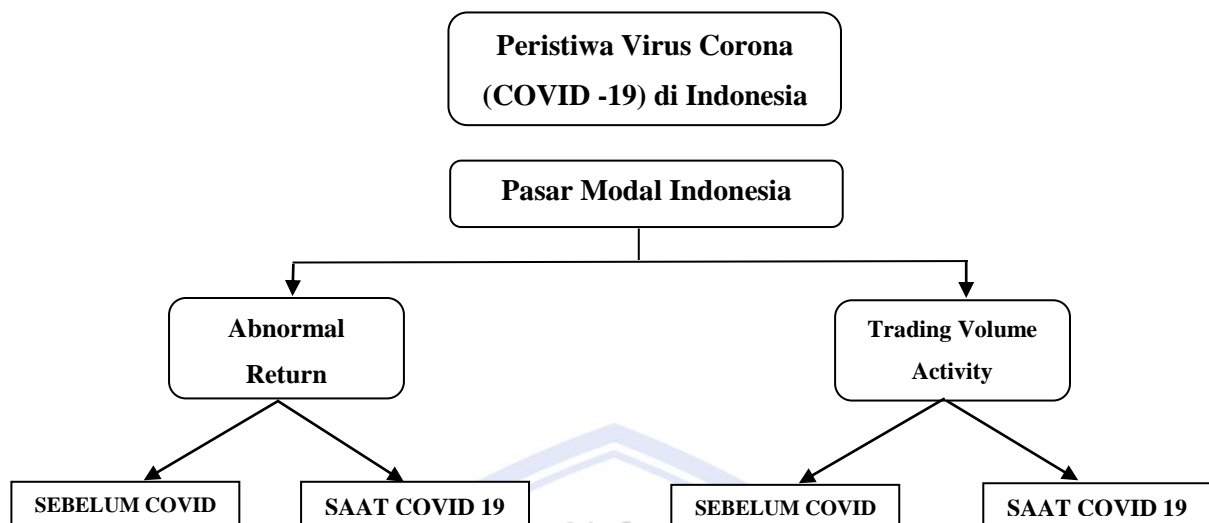 Peristiwa Virus Corona
(COVID -19) di Indonesia
Pasar Modal Indonesia
Abnormal
Return
Trading Volume
Activity
SEBELUM COVID
SAAT COVID 19
SEBELUM COVID
SAAT COVID 19